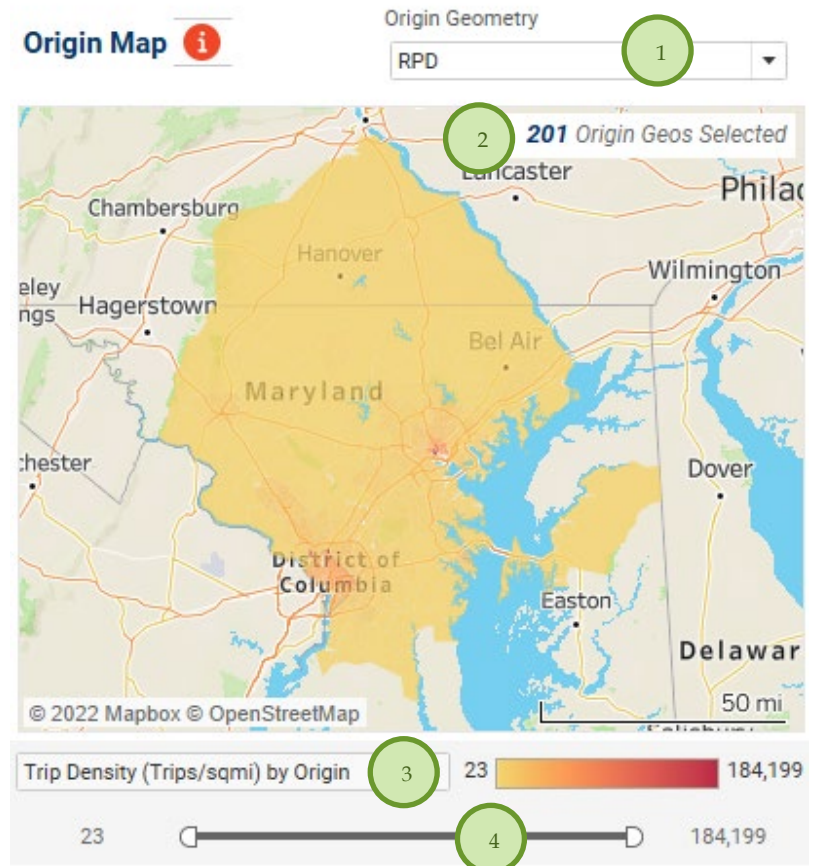 Origin Geometry
Origin Map i
RPD 1
2 201 Origin Geos Selected
Lancaster
Chambersburg
Philad
Hanover
Wilmington
eley
ngs
Hagerstown
Bel Air
Maryland
hester
Dover
District of
Columbia
Easton
Delawar
50 mi
© 2022 Mapbox © OpenStreetMap
Trip Density (Trips/sqmi) by Origin 3 23 184,199
23 4 184,199